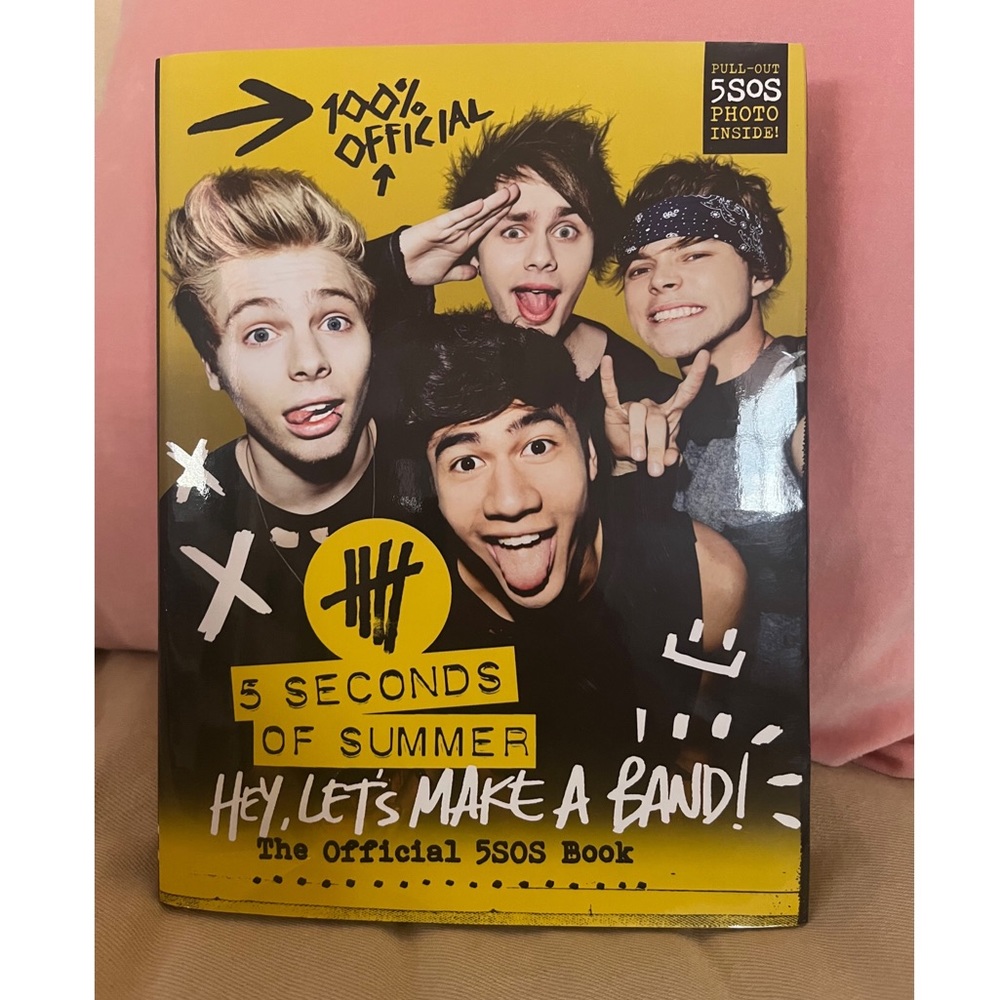 100%
OFFICIAL
PULL-OUT
5SOS
PHOTO
INSIDE!
5 SECONDS
OF SUMMER
HEY, LET'S MAKE A BAND!
The Official 5SOS Book